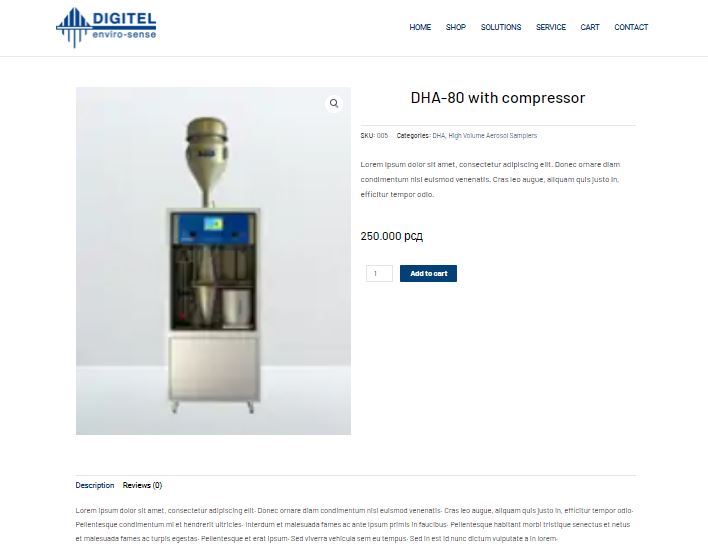 DIGITEL
enviro-sense
HOME SHOP SOLUTIONS SERVICE CART CONTACT
DHA-80 with compressor
SKU: 005 Categories: DHA, High Volume Aerosol Samplers
Lorem ipsum dolor sit amet, consectetur adipiscing elit. Donec ornare diam
condimentum nisl euismod venenatis. Cras leo augue, aliquam quis justo in,
efficitur tempor odio.
250.000 рсд
1 Add to cart
Description Reviews (0)
Lorem ipsum dolor sit amet, consectetur adipiscing elit. Donec ornare diam condimentum nisl euismod venenatis. Cras leo augue, aliquam quis justo in, efficitur tempor odio.
Pellentesque condimentum mi et hendrerit ultricies. Interdum et malesuada fames ac ante ipsum primis in faucibus. Pellentesque habitant morbi tristique senectus et netus
et malesuada fames ac turpis egestas. Pellentesque et erat ipsum. Sed viverra vehicula sem eu tempus. Sed in est id nunc dictum vulputate a in lorem.